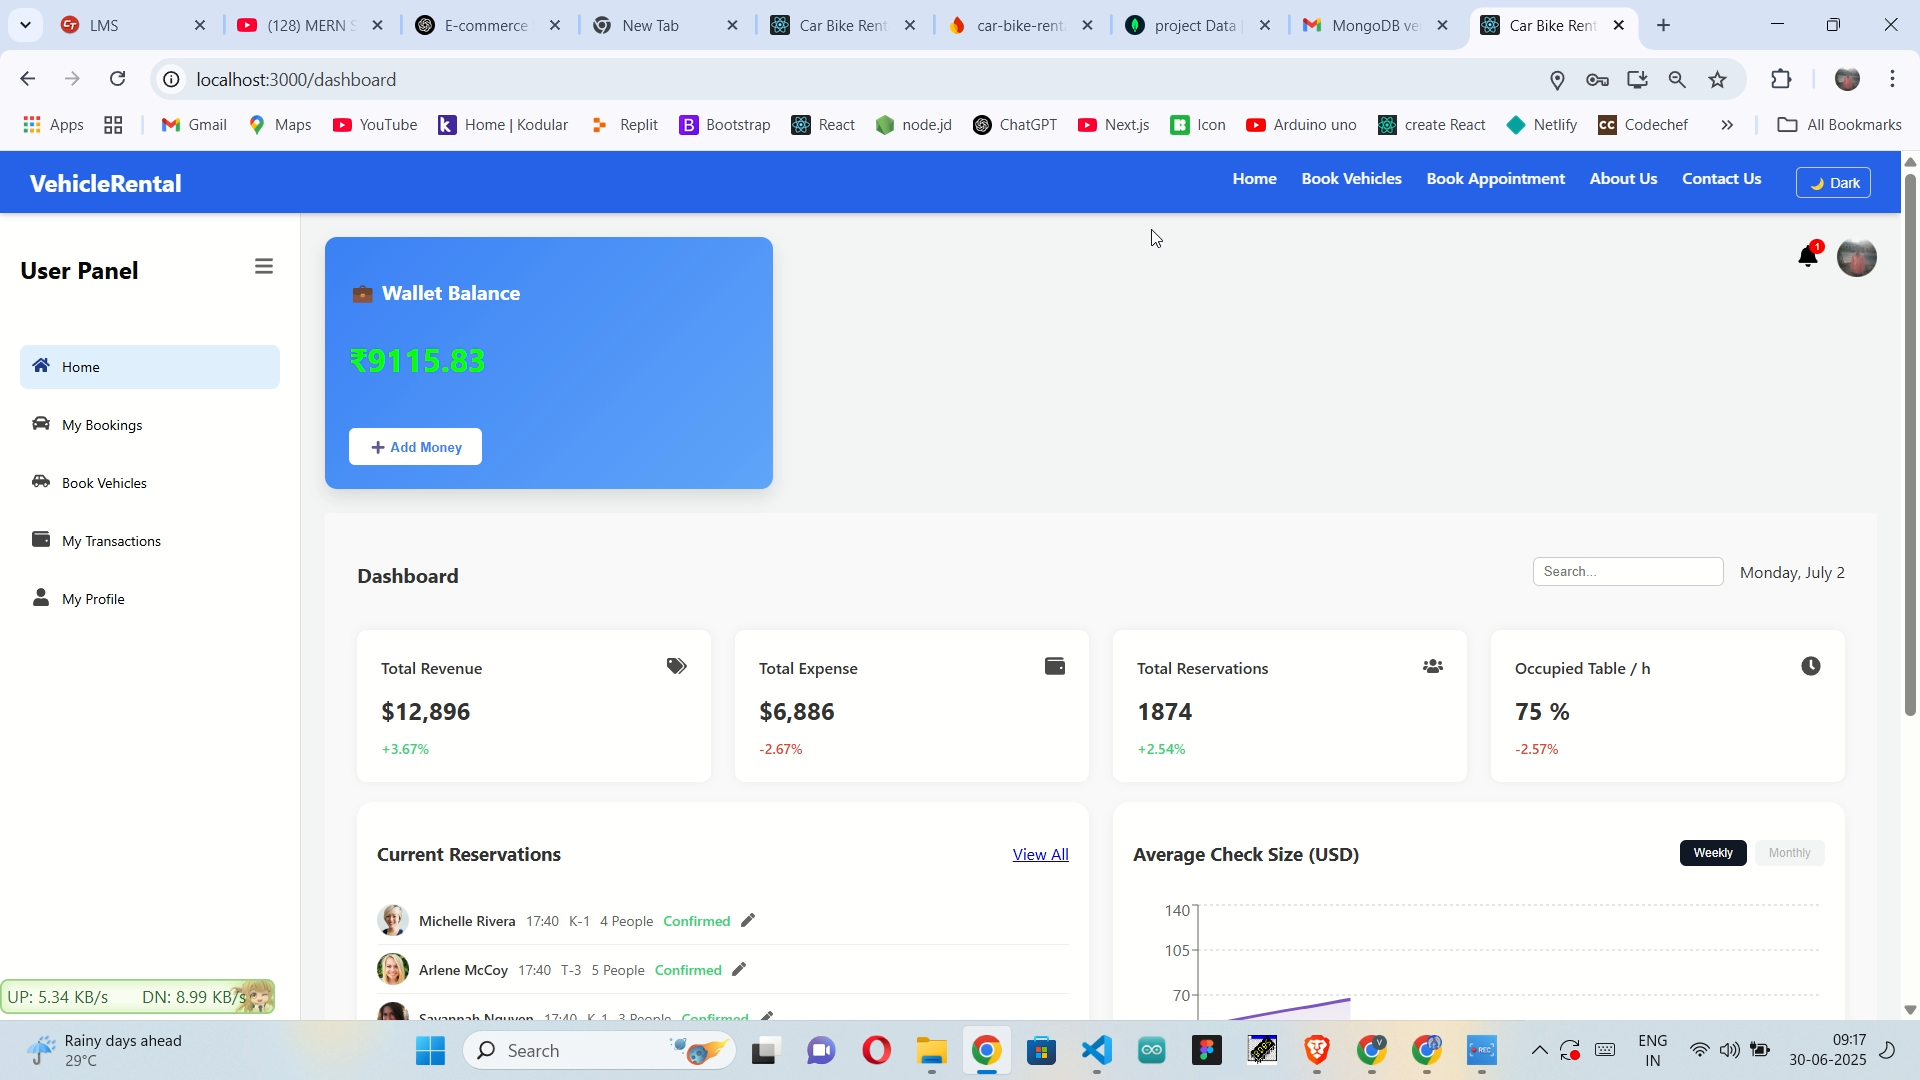 LMS
(128) MERN S
E-commerce
New Tab
Car Bike Rent
car-bike-rent
project Data |
MongoDB ve
Car Bike Rent
localhost:3000/dashboard
Apps
Gmail
Maps
YouTube
Home | Kodular
Replit
Bootstrap
React
node.jd
ChatGPT
Next.js
Icon
Arduino uno
create React
Netlify
Codechef
All Bookmarks
VehicleRental
Home
Book Vehicles
Book Appointment
About Us
Contact Us
Dark
User Panel
Home
My Bookings
Book Vehicles
My Transactions
My Profile
1
Wallet Balance
₹9115.83
+ Add Money
Dashboard
Search...
Monday, July 2
Total Revenue
$12,896
+3.67%
Total Expense
$6,886
-2.67%
Total Reservations
1874
+2.54%
Occupied Table / h
75 %
-2.57%
Current Reservations
View All
Michelle Rivera 17:40 K-1 4 People Confirmed
Arlene McCoy 17:40 T-3 5 People Confirmed
Savannah Nguyen 17:40 K-1 3 People Confirmed
Average Check Size (USD)
Weekly
Monthly
140
105
70
UP: 5.34 KB/s DN: 8.99 KB/s
Rainy days ahead
29°C
Search
REC
ENG
IN
09:17
30-06-2025